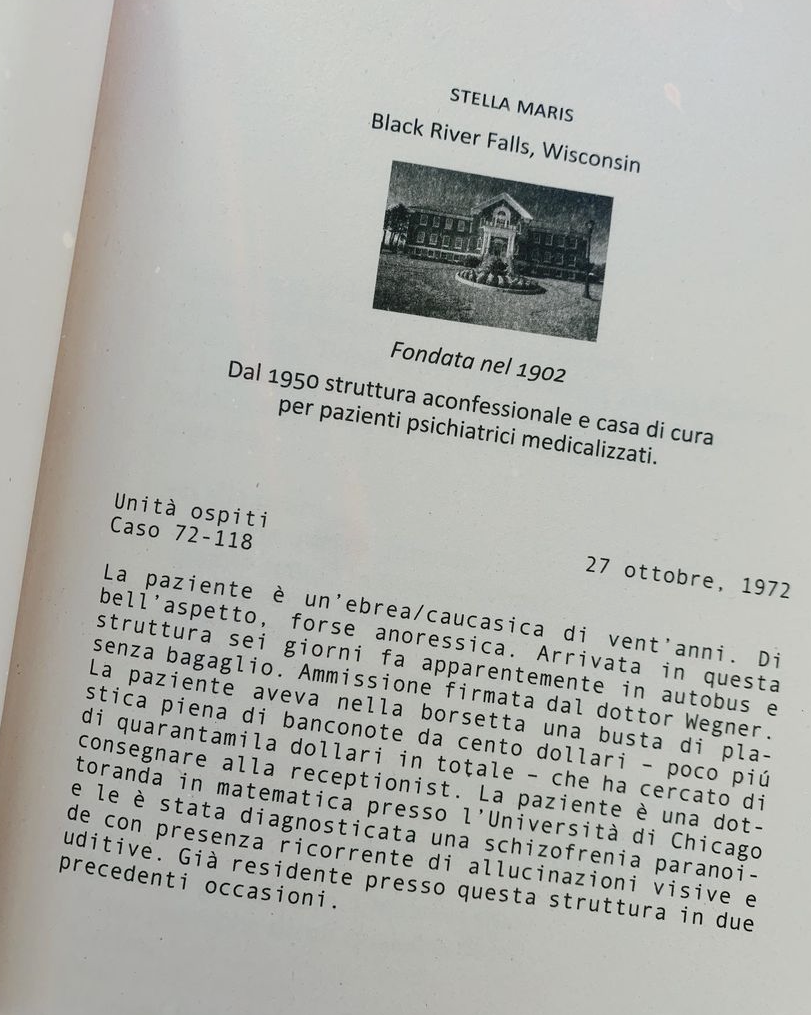 STELLA MARIS
Black River Falls, Wisconsin
Fondata nel 1902
Dal 1950 struttura aconfessionale e casa di cura
per pazienti psichiatrici medicalizzati.
Unità ospiti
Caso 72-118
27 ottobre, 1972
La paziente è un'ebrea/caucasica di vent'anni. Di
bell'aspetto, forse anoressica. Arrivata in questa
struttura sei giorni fa apparentemente in autobus e
senza bagaglio. Ammissione firmata dal dottor Wegner.
La paziente aveva nella borsetta una busta di pla-
stica piena di banconote da cento dollari – poco piú
di quarantamila dollari in totale – che ha cercato di
consegnare alla receptionist. La paziente è una dot-
toranda in matematica presso l'Università di Chicago
e le è stata diagnosticata una schizofrenia paranoi-
de con presenza ricorrente di allucinazioni visive e
uditive. Già residente presso questa struttura in due
precedenti occasioni.